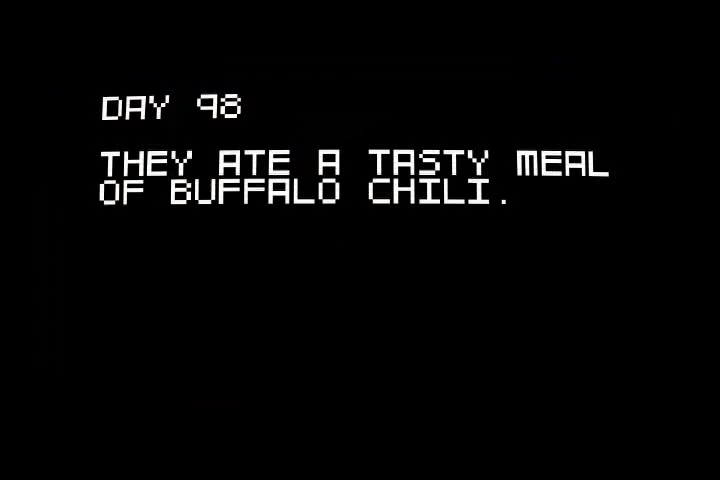 DAY 98
THEY ATE A TASTY MEAL
OF BUFFALO CHILI.